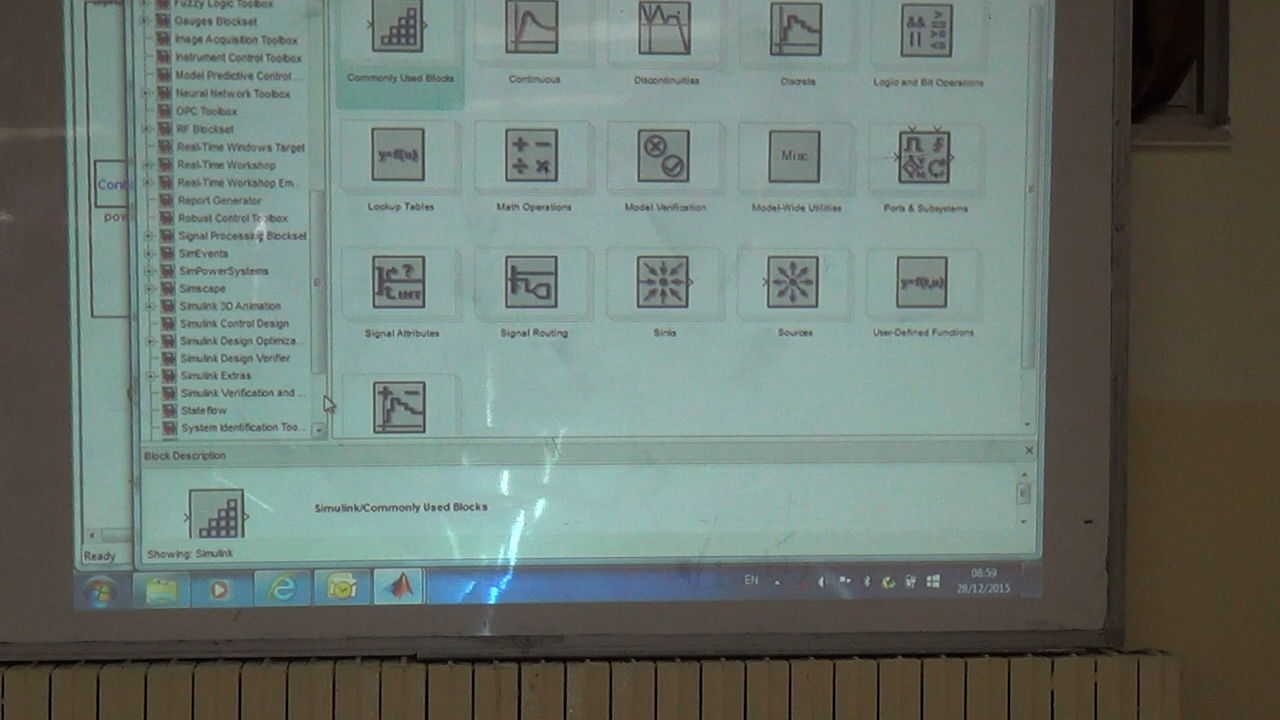 Fuzzy Logic Toolbox
Gauges Blockset
Image Acquisition Toolbox
Instrument Control Toolbox
Model Predictive Control ...
Neural Network Toolbox
OPC Toolbox
RF Blockset
Real-Time Windows Target
Real-Time Workshop
Real-Time Workshop Em...
Report Generator
Robust Control Toolbox
Signal Processing Blockset
SimEvents
SimPowerSystems
Simscape
Simulink 3D Animation
Simulink Control Design
Simulink Design Optimiza...
Simulink Design Verifier
Simulink Extras
Simulink Verification and ...
Stateflow
System Identification Too...
Commonly Used Blocks
Continuous
Discontinuities
Discrete
&& >
|| >=
<=
Logic and Bit Operations
y=f(u)
Lookup Tables
+ −
÷ ×
Math Operations
Model Verification
Misc
Model-Wide Utilities
Ports & Subsystems
?
Signal Attributes
Signal Routing
Sinks
Sources
y=f(t,u)
User-Defined Functions
+ −
Cont
pow
Block Description
Simulink/Commonly Used Blocks
Ready
Showing: Simulink
EN
08:59
28/12/2015